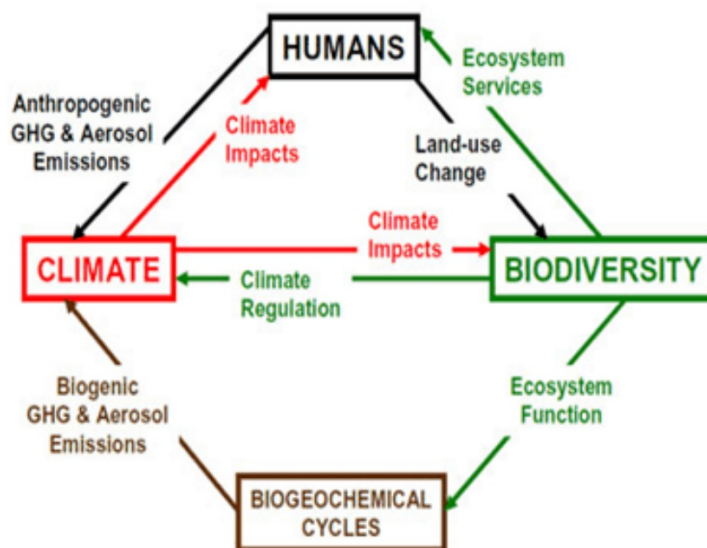 HUMANS
Ecosystem
Services
Anthropogenic
GHG & Aerosol
Emissions
Climate
Impacts
Land-use
Change
Climate
Impacts
CLIMATE
BIODIVERSITY
Climate
Regulation
Biogenic
GHG & Aerosol
Emissions
Ecosystem
Function
BIOGEOCHEMICAL
CYCLES